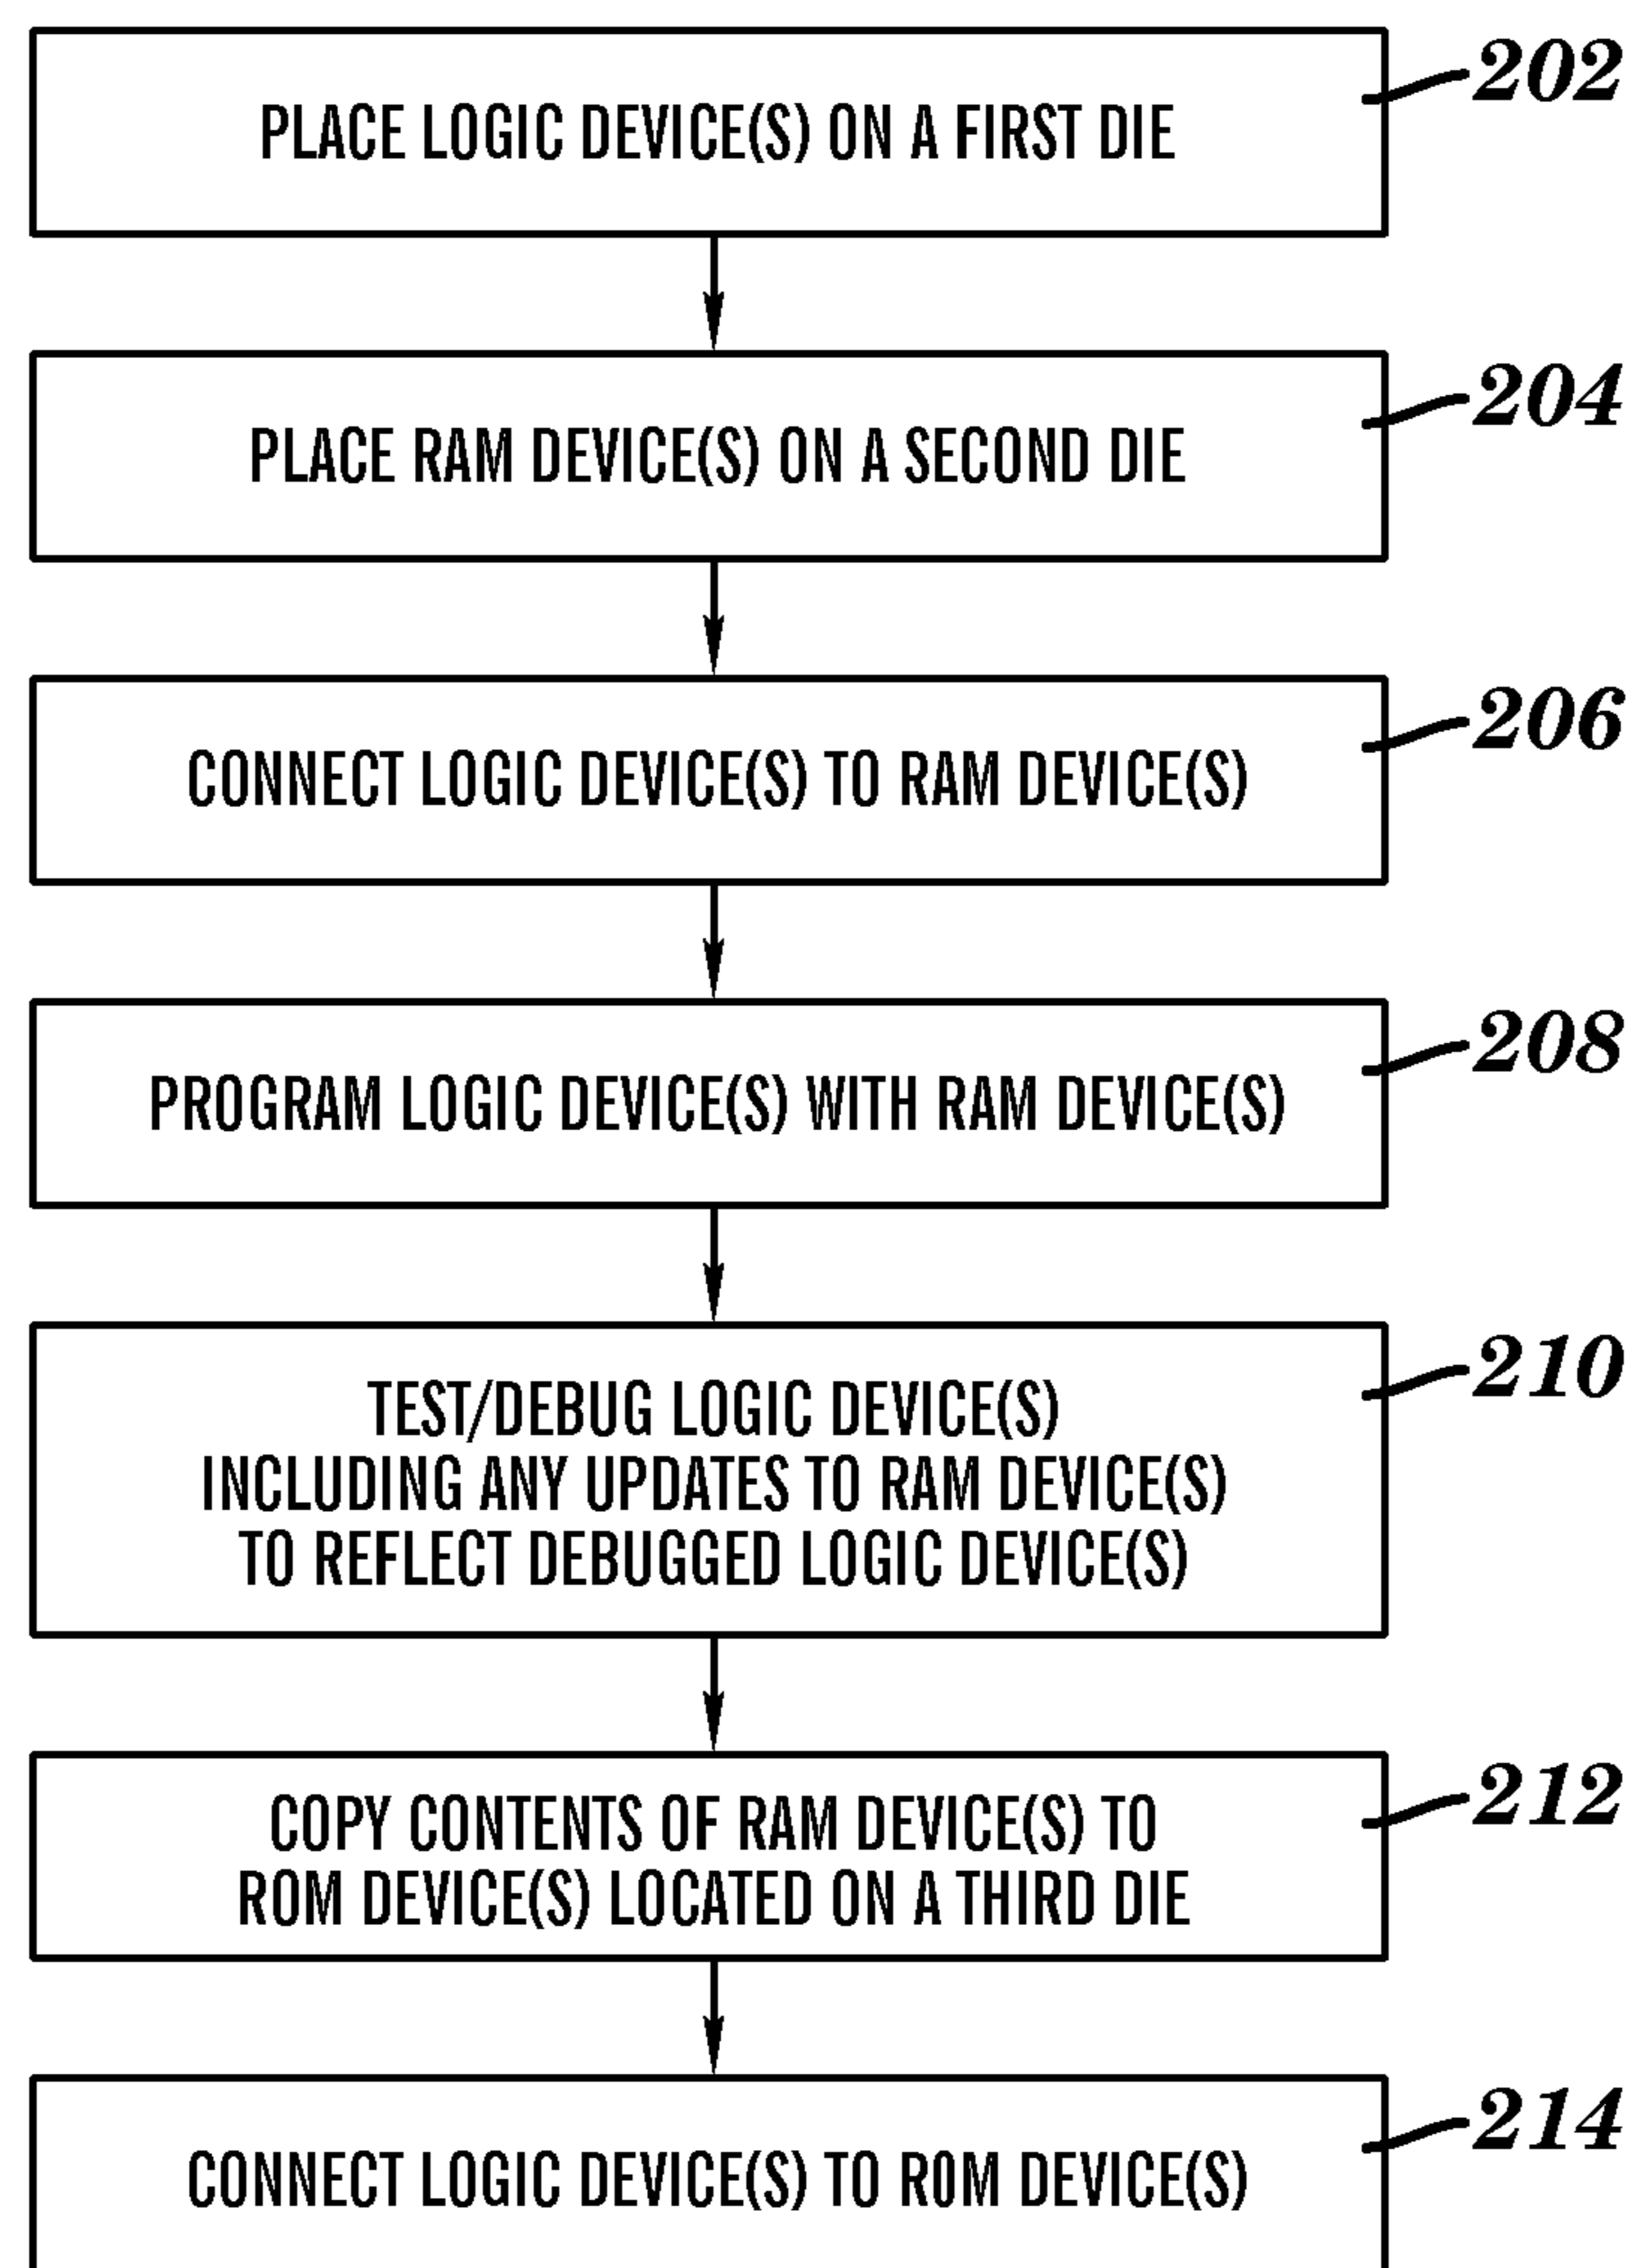 PLACE LOGIC DEVICE(S) ON A FIRST DIE
202
PLACE RAM DEVICE(S) ON A SECOND DIE
204
CONNECT LOGIC DEVICE(S) TO RAM DEVICE(S)
206
PROGRAM LOGIC DEVICE(S) WITH RAM DEVICE(S)
208
TEST/DEBUG LOGIC DEVICE(S)
INCLUDING ANY UPDATES TO RAM DEVICE(S)
TO REFLECT DEBUGGED LOGIC DEVICE(S)
210
COPY CONTENTS OF RAM DEVICE(S) TO
ROM DEVICE(S) LOCATED ON A THIRD DIE
212
CONNECT LOGIC DEVICE(S) TO ROM DEVICE(S)
214